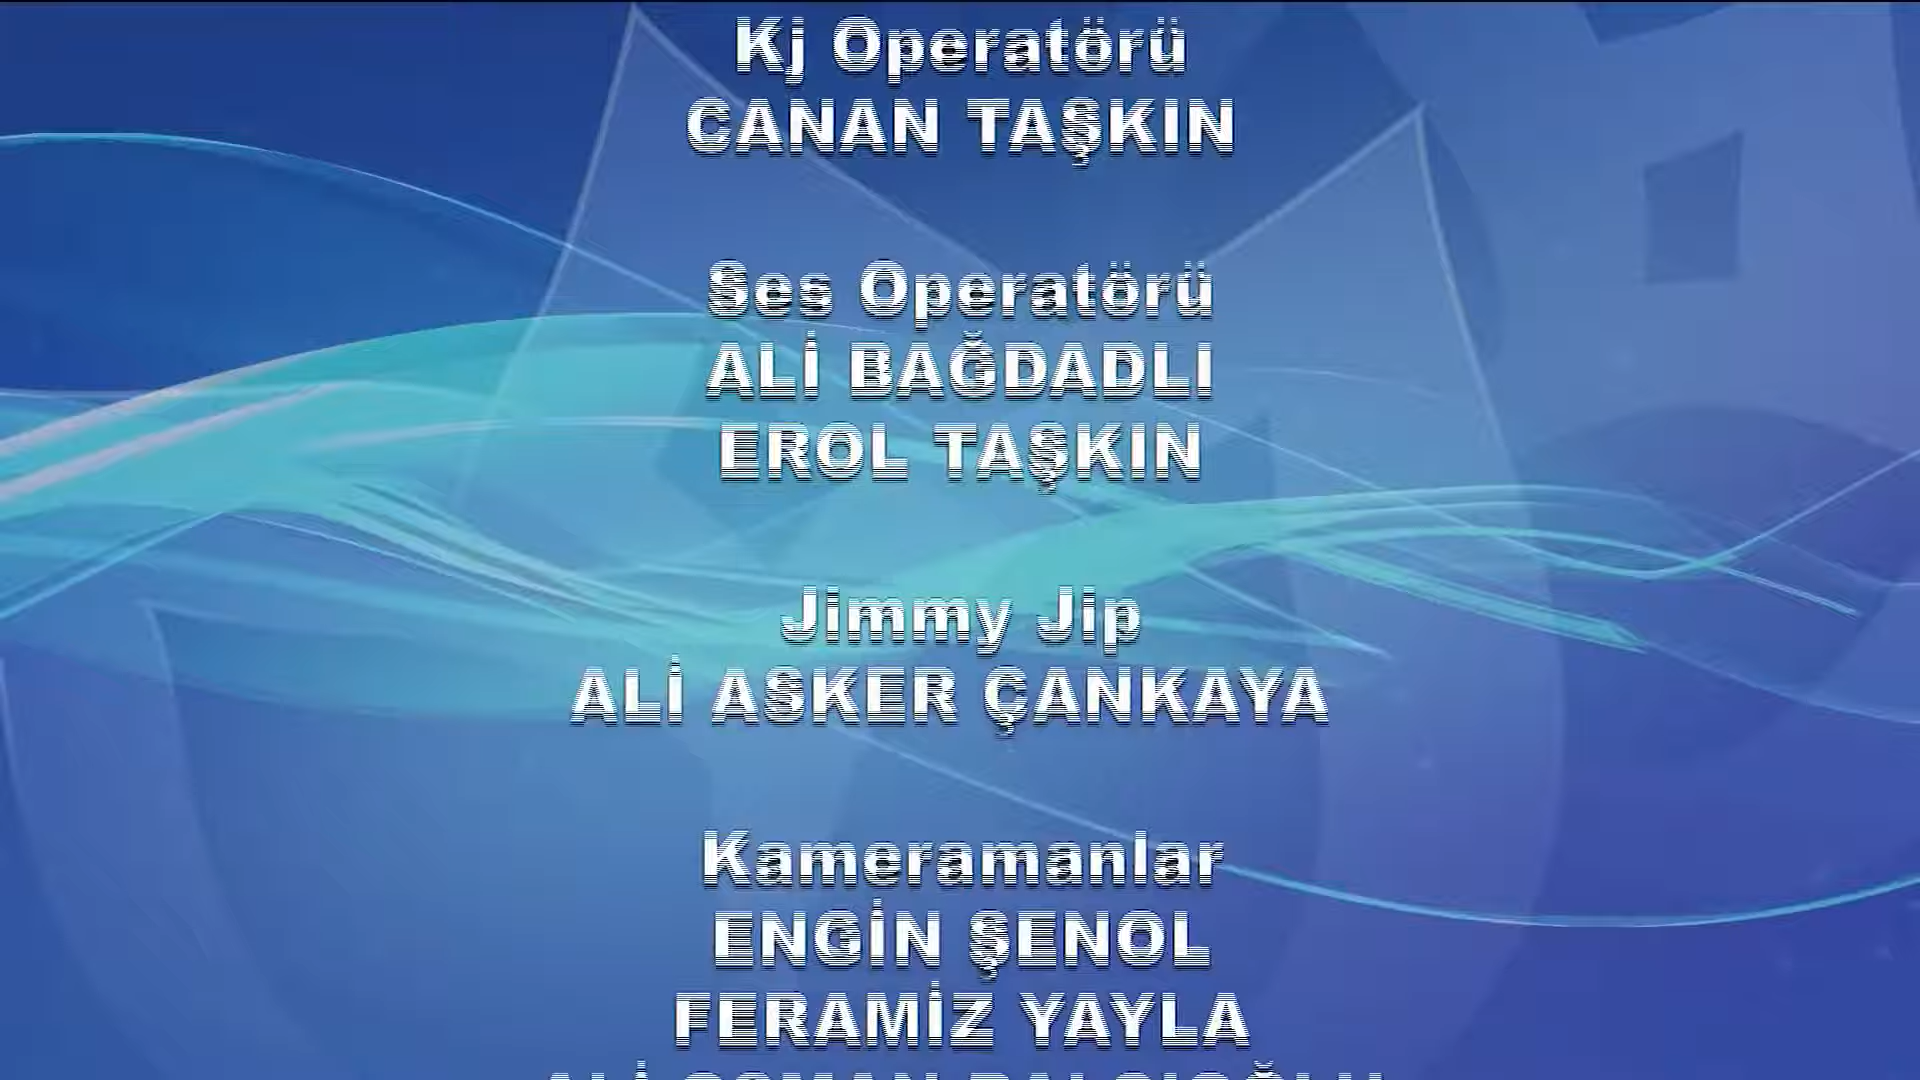 Kj Operatörü
CANAN TAŞKIN
Ses Operatörü
ALİ BAĞDADLI
EROL TAŞKIN
Jimmy Jip
ALİ ASKER ÇANKAYA
Kameramanlar
ENGİN ŞENOL
FERAMİZ YAYLA